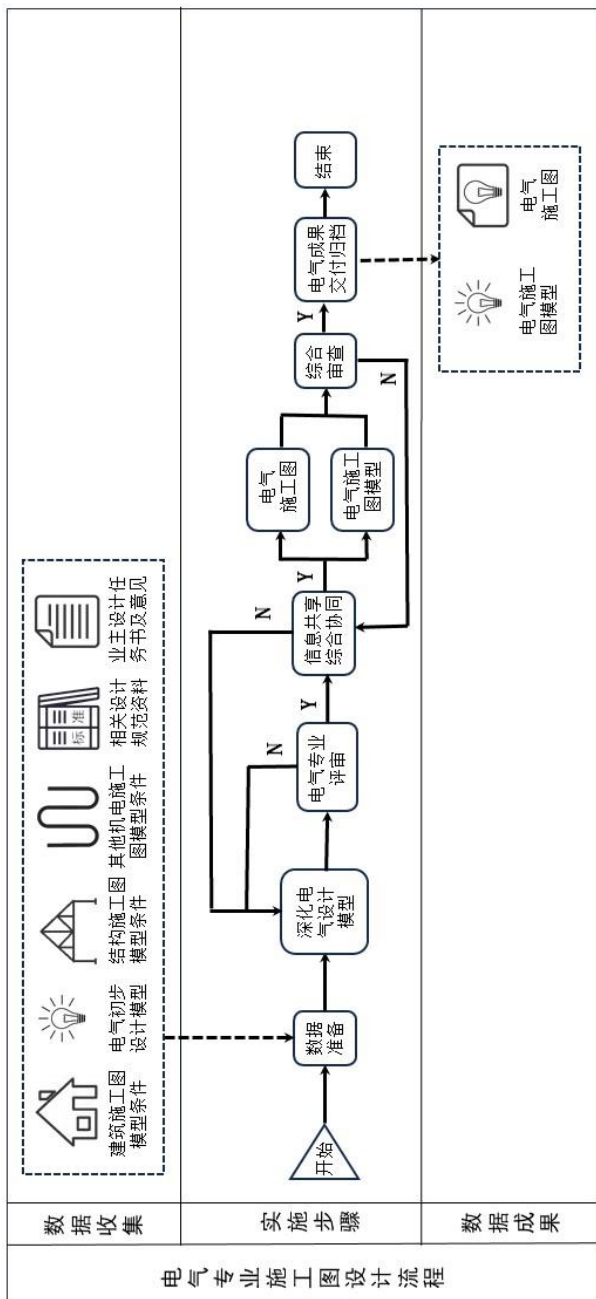 电气专业施工图设计流程
数据收集
建筑施工图
模型条件
电气初步
设计模型
结构施工图
模型条件
其他机电施工
图模型条件
标准
相关设计
规范资料
业主设计任
务书及意见
实施步骤
开始
数据
准备
深化电
气设计
模型
电气专业
评审
N
Y
信息共享
综合协同
N
Y
电气
施工图
电气施工
图模型
综合
审查
N
Y
电气成果
交付归档
结束
数据成果
电气施工
图模型
电气
施工图